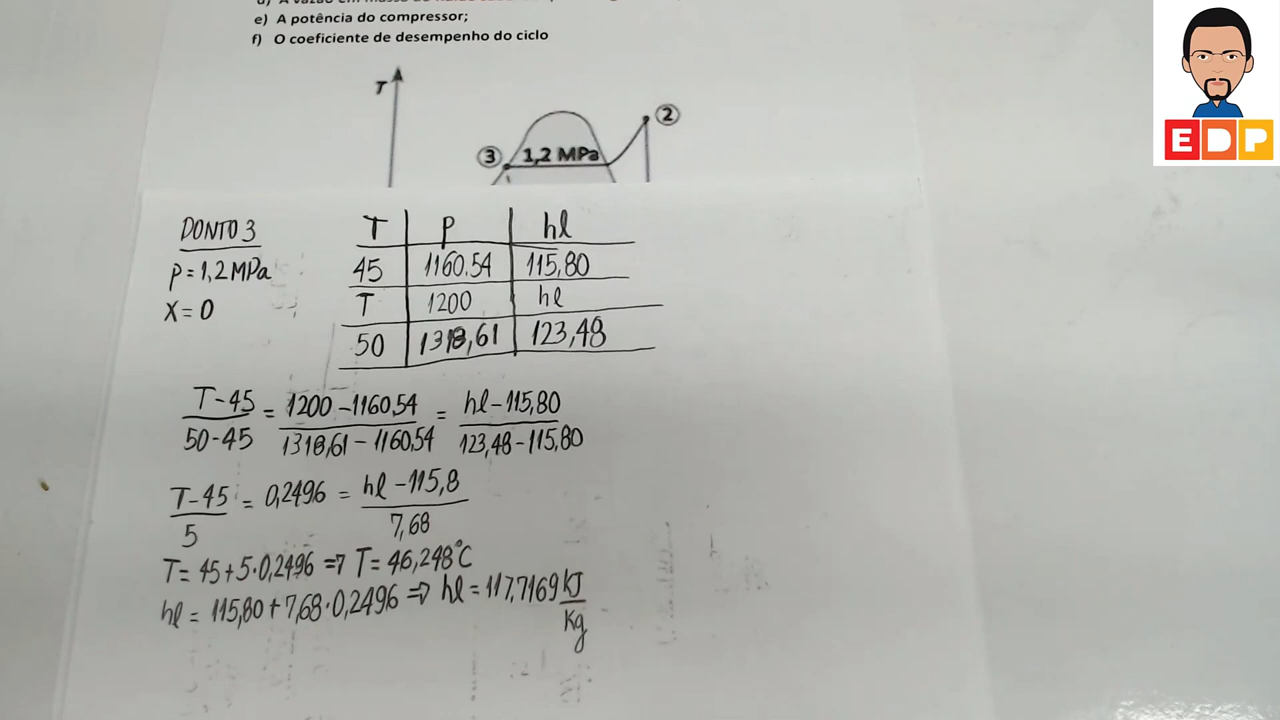 e) A potência do compressor;
f) O coeficiente de desempenho do ciclo
EDP
T
2
3 1,2 MPa
PONTO 3
P = 1,2 MPa
X = 0
T P hl
45 1160.54 115,80
T 1200 hl
50 1318,61 123,48
T-45/50-45 = 1200-1160,54/1318,61-1160,54 = hl-115,80/123,48-115,80
T-45/5 = 0,2496 = hl-115,8/7,68
T = 45+5·0,2496 => T = 46,248°C
hl = 115,80+7,68·0,2496 => hl = 117,7169 kJ/Kg